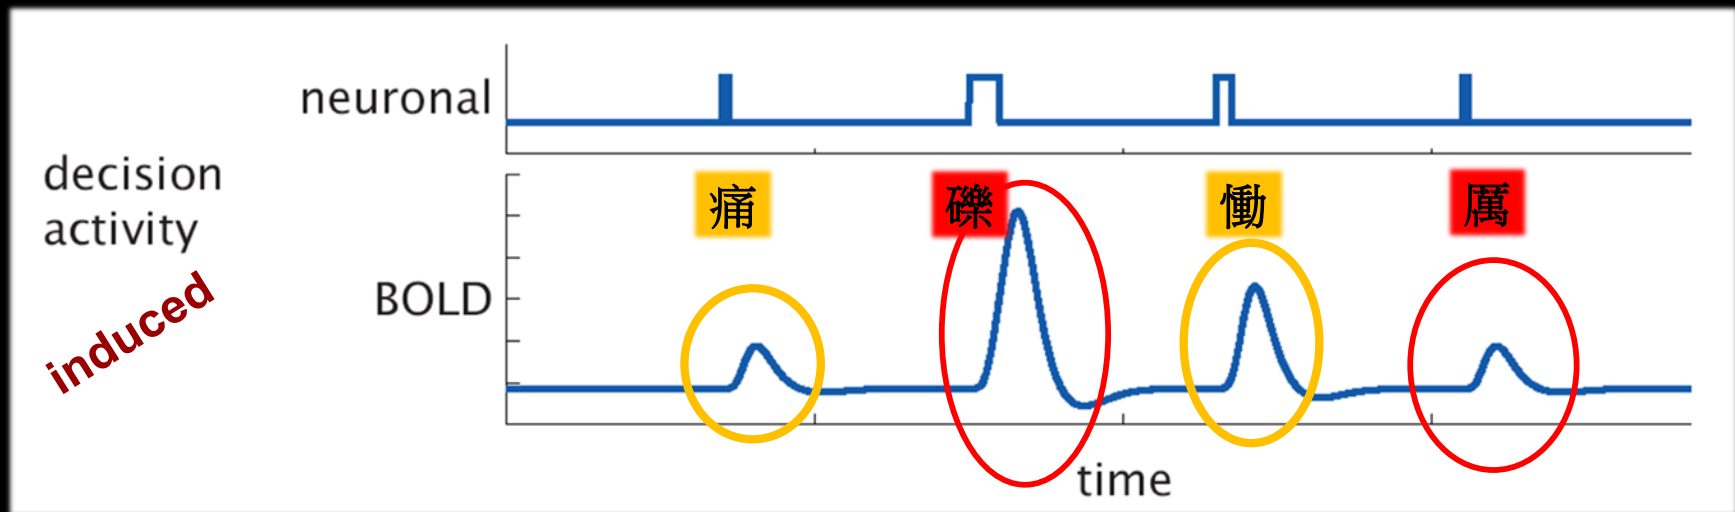 neuronal
decision
activity
induced
痛
礫
慟
厲
BOLD
time